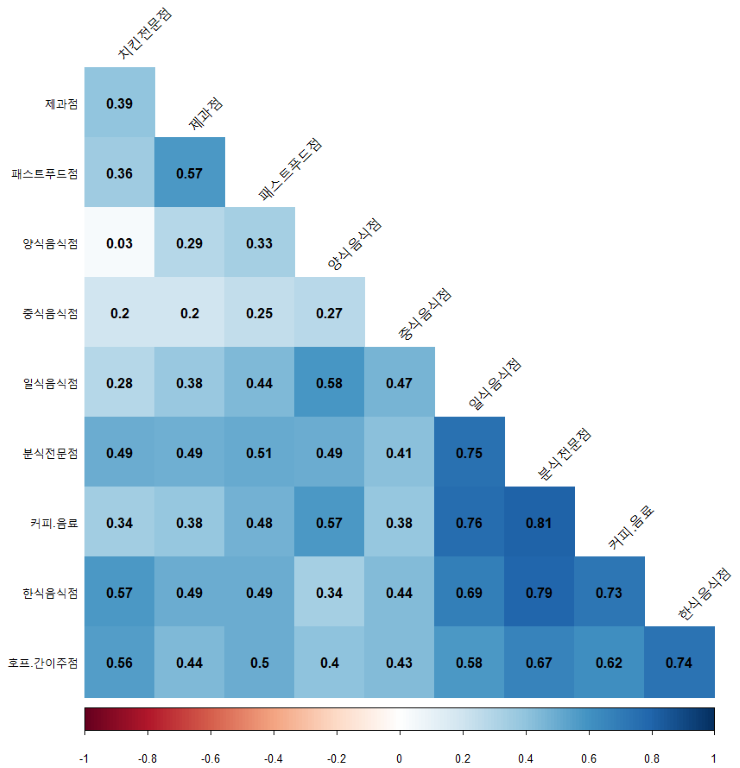 치킨전문점
제과점 0.39 제과점
패스트푸드점 0.36 0.57 패스트푸드점
양식음식점 0.03 0.29 0.33 양식음식점
중식음식점 0.2 0.2 0.25 0.27 중식음식점
일식음식점 0.28 0.38 0.44 0.58 0.47 일식음식점
분식전문점 0.49 0.49 0.51 0.49 0.41 0.75 분식전문점
커피.음료 0.34 0.38 0.48 0.57 0.38 0.76 0.81 커피.음료
한식음식점 0.57 0.49 0.49 0.34 0.44 0.69 0.79 0.73 한식음식점
호프.간이주점 0.56 0.44 0.5 0.4 0.43 0.58 0.67 0.62 0.74
-1 -0.8 -0.6 -0.4 -0.2 0 0.2 0.4 0.6 0.8 1